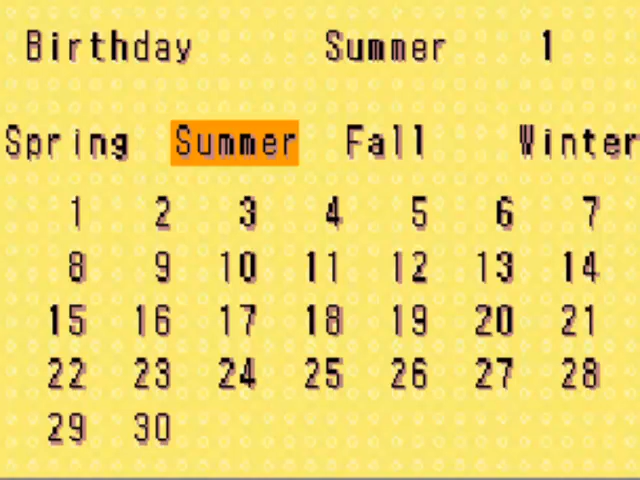 Birthday Summer 1
Spring Summer Fall Winter
1 2 3 4 5 6 7
8 9 10 11 12 13 14
15 16 17 18 19 20 21
22 23 24 25 26 27 28
29 30